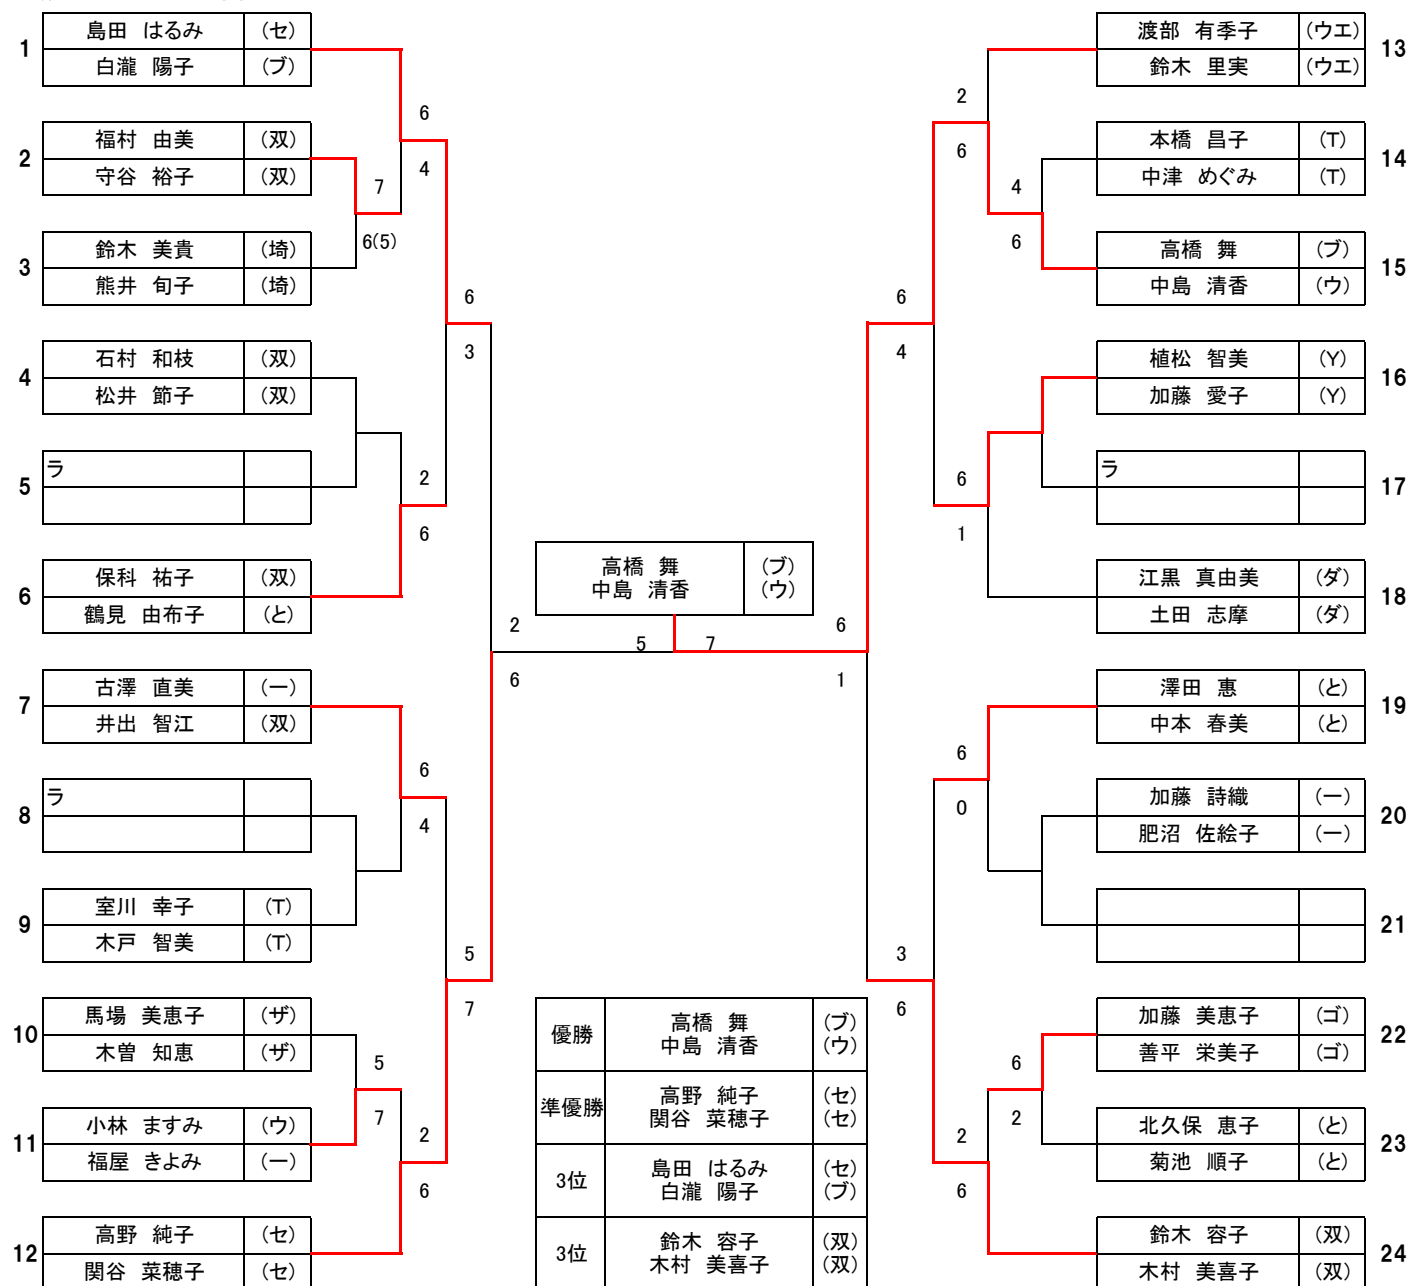 1
島田 はるみ (セ)
白瀧 陽子 (ブ)
2
福村 由美 (双)
守谷 裕子 (双)
3
鈴木 美貴 (埼)
熊井 旬子 (埼)
4
石村 和枝 (双)
松井 節子 (双)
5
ラ
6
保科 祐子 (双)
鶴見 由布子 (と)
7
古澤 直美 (一)
井出 智江 (双)
8
ラ
9
室川 幸子 (T)
木戸 智美 (T)
10
馬場 美恵子 (ザ)
木曽 知恵 (ザ)
11
小林 ますみ (ウ)
福屋 きよみ (一)
12
高野 純子 (セ)
関谷 菜穂子 (セ)
7
6(5)
5
7
6
4
2
6
6
4
2
6
6
3
5
7
2
6
高橋 舞 (ブ)
中島 清香 (ウ)
5 7
6
1
6
4
3
6
2
6
6
1
6
0
2
6
4
6
6
2
優勝
高橋 舞 (ブ)
中島 清香 (ウ)
準優勝
高野 純子 (セ)
関谷 菜穂子 (セ)
3位
島田 はるみ (セ)
白瀧 陽子 (ブ)
3位
鈴木 容子 (双)
木村 美喜子 (双)
渡部 有季子 (ウエ)
鈴木 里実 (ウエ)
13
本橋 昌子 (T)
中津 めぐみ (T)
14
高橋 舞 (ブ)
中島 清香 (ウ)
15
植松 智美 (Y)
加藤 愛子 (Y)
16
ラ
17
江黒 真由美 (ダ)
土田 志摩 (ダ)
18
澤田 惠 (と)
中本 春美 (と)
19
加藤 詩織 (一)
肥沼 佐絵子 (一)
20
21
加藤 美恵子 (ゴ)
善平 栄美子 (ゴ)
22
北久保 恵子 (と)
菊池 順子 (と)
23
鈴木 容子 (双)
木村 美喜子 (双)
24